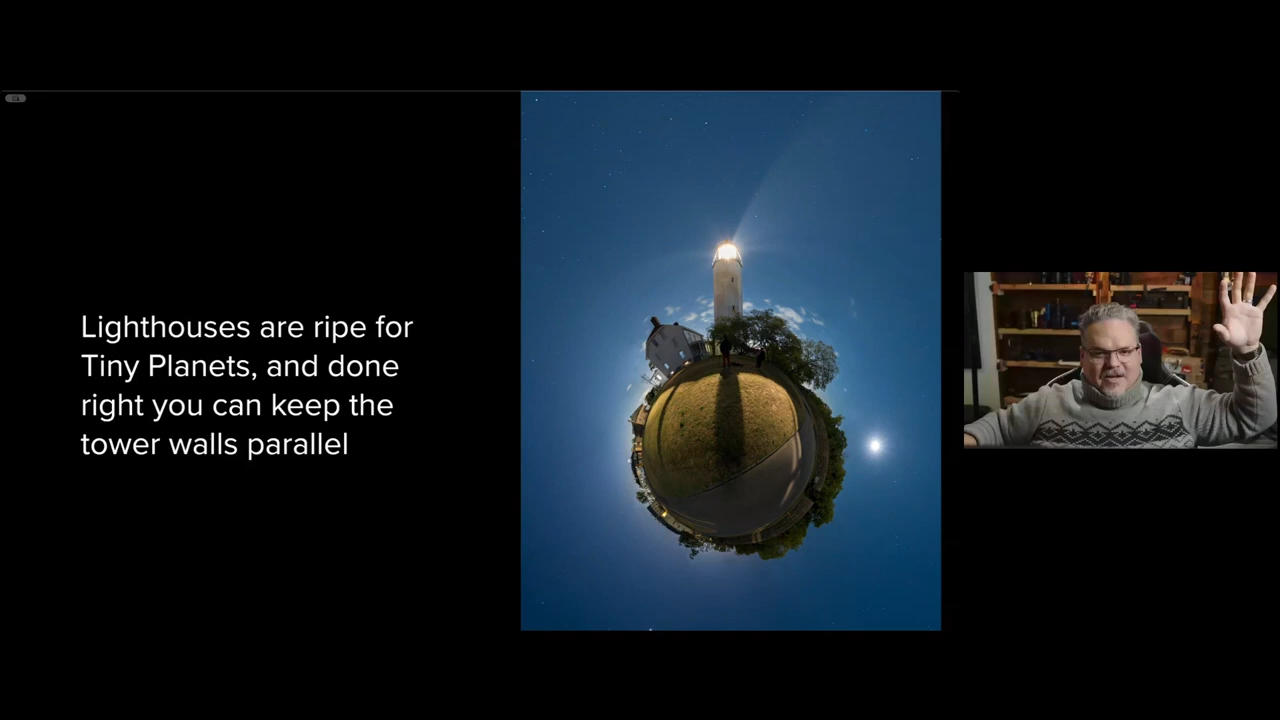 Lighthouses are ripe for
Tiny Planets, and done
right you can keep the
tower walls parallel